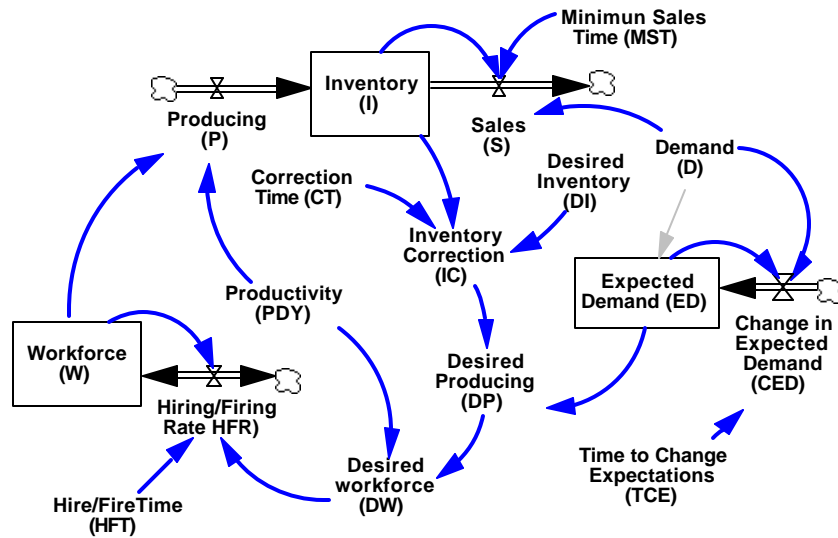 Minimun Sales
Time (MST)
Inventory
(I)
Producing
(P)
Sales
(S)
Demand
(D)
Correction
Time (CT)
Desired
Inventory
(DI)
Inventory
Correction
(IC)
Expected
Demand (ED)
Productivity
(PDY)
Change in
Expected
Demand
(CED)
Workforce
(W)
Desired
Producing
(DP)
Hiring/Firing
Rate HFR)
Time to Change
Expectations
(TCE)
Desired
workforce
(DW)
Hire/FireTime
(HFT)